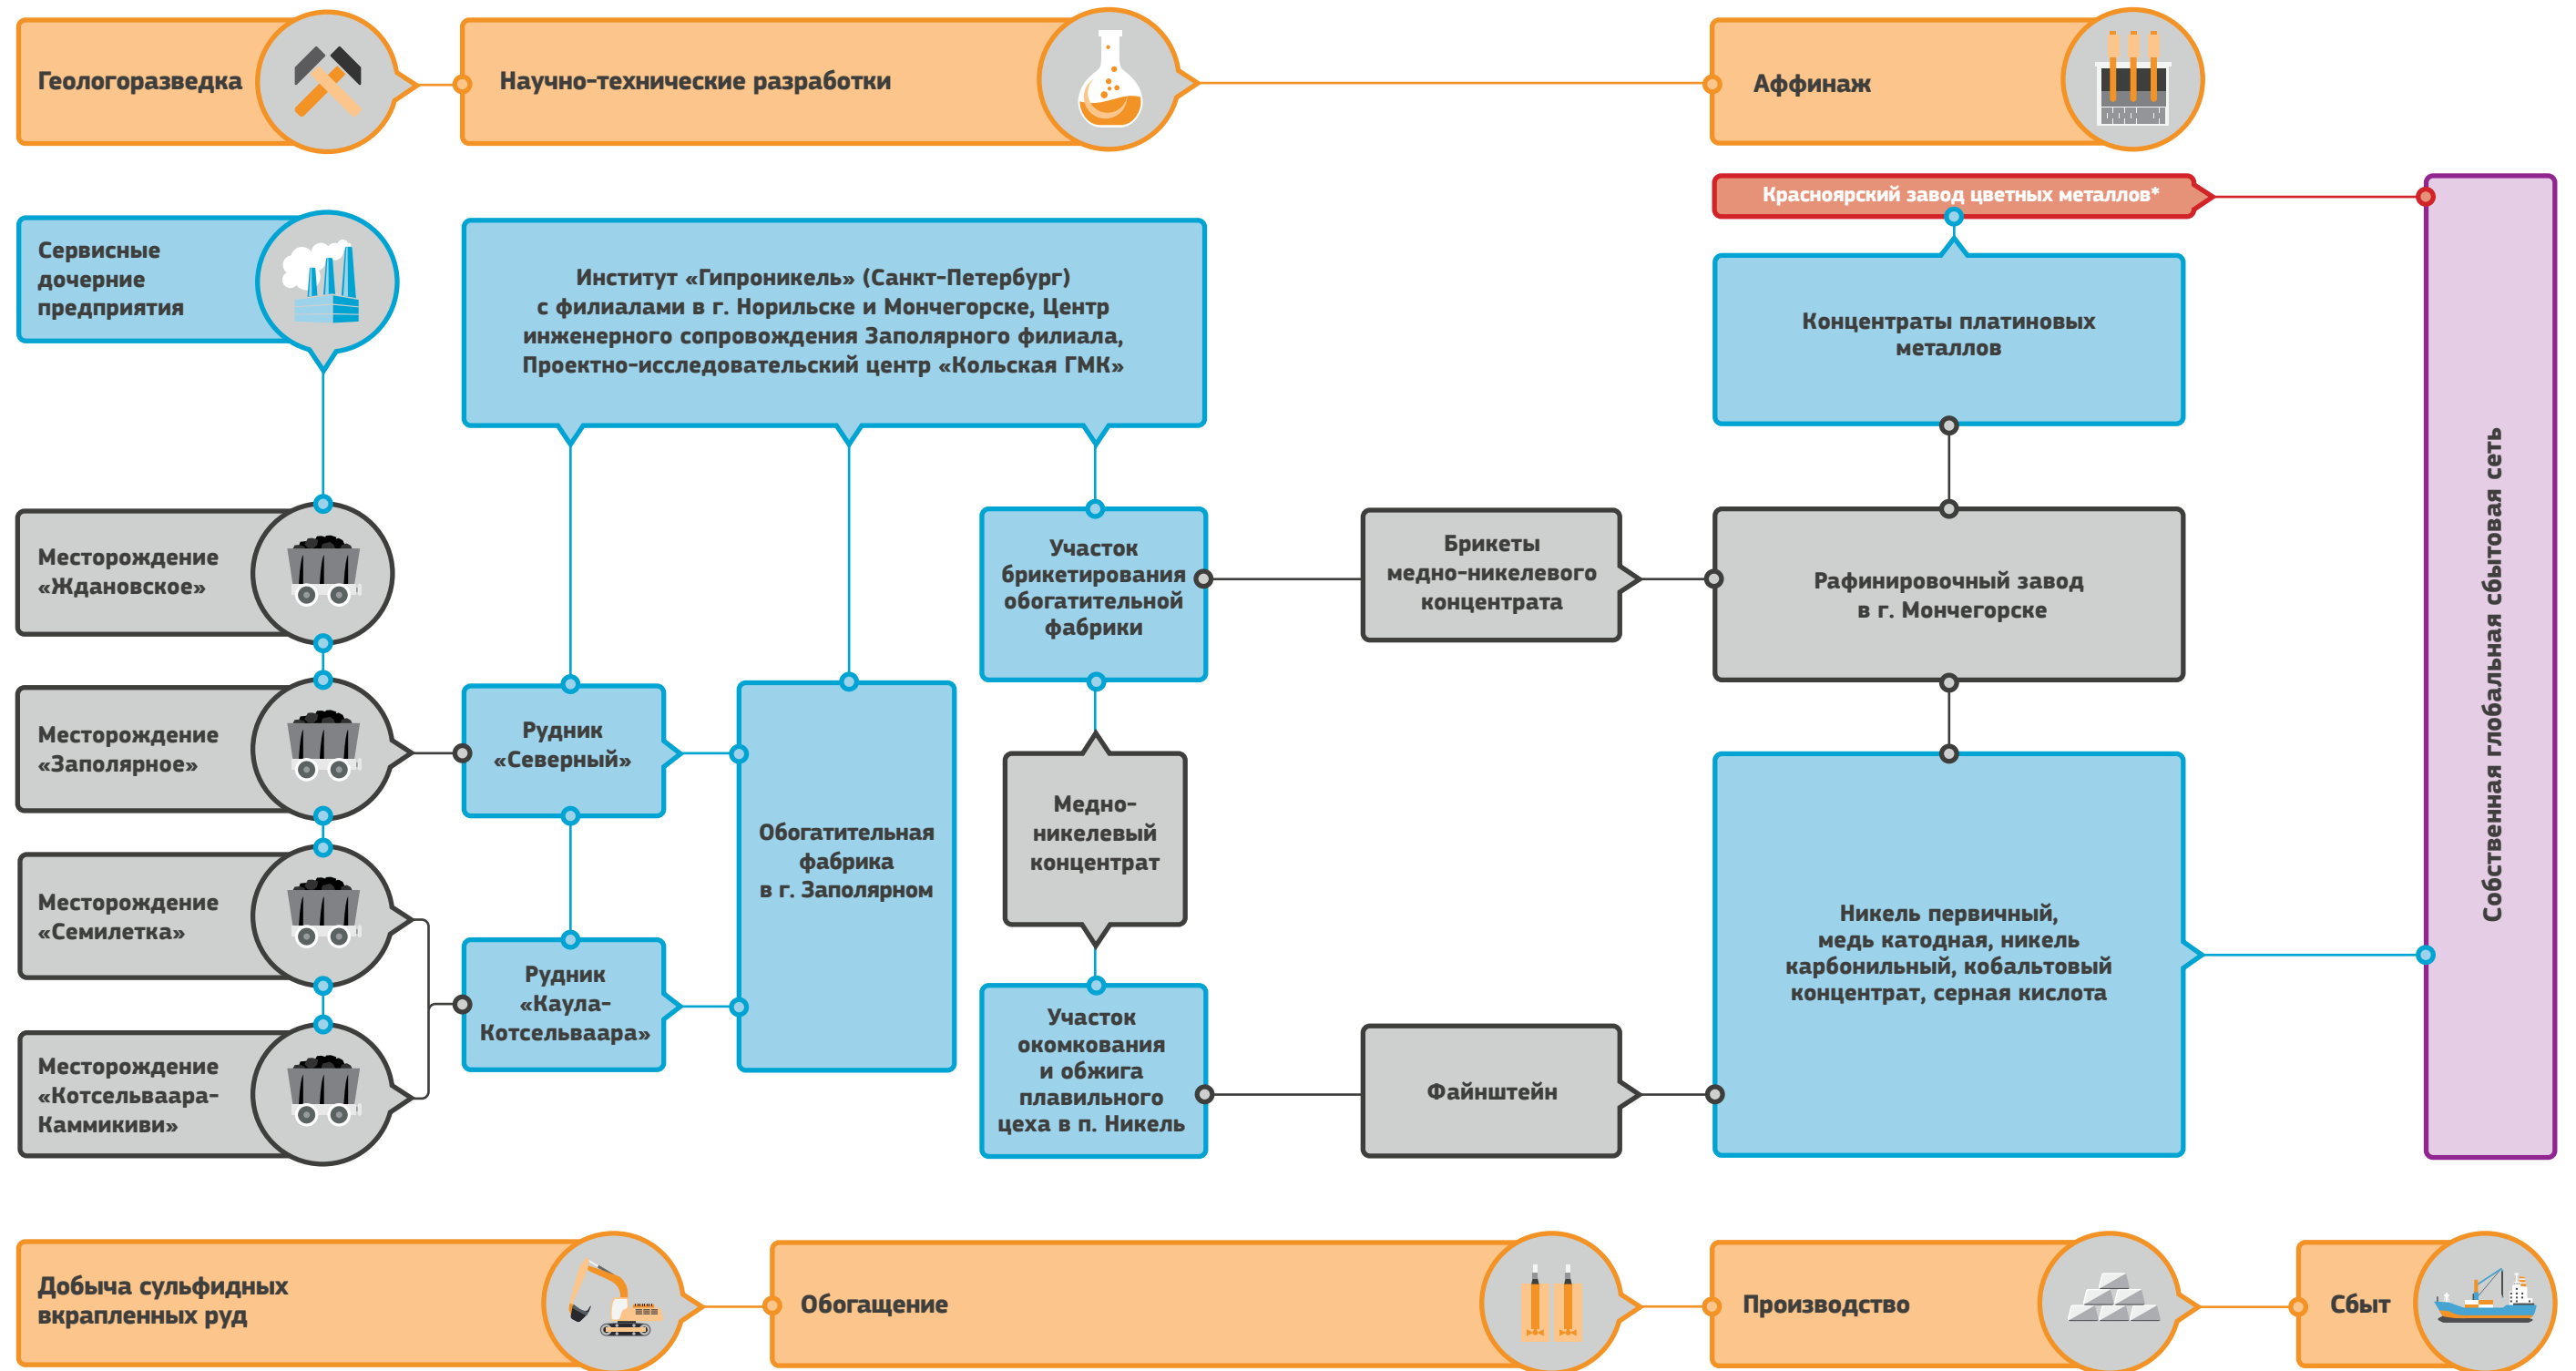 Геологоразведка
Научно-технические разработки
Аффинаж
Красноярский завод цветных металлов*
Сервисные
дочерние
предприятия
Институт «Гипроникель» (Санкт-Петербург)
с филиалами в г. Норильске и Мончегорске, Центр
инженерного сопровождения Заполярного филиала,
Проектно-исследовательский центр «Кольская ГМК»
Концентраты платиновых
металлов
Собственная глобальная сбытовая сеть
Месторождение
«Ждановское»
Участок
брикетирования
обогатительной
фабрики
Брикеты
медно-никелевого
концентрата
Рафинировочный завод
в г. Мончегорске
Месторождение
«Заполярное»
Рудник
«Северный»
Обогатительная
фабрика
в г. Заполярном
Медно-
никелевый
концентрат
Месторождение
«Семилетка»
Никель первичный,
медь катодная, никель
карбонильный, кобальтовый
концентрат, серная кислота
Рудник
«Каула-
Котсельваара»
Месторождение
«Котсельваара-
Каммикиви»
Участок
окомкования
и обжига
плавильного
цеха в п. Никель
Файнштейн
Добыча сульфидных
вкрапленных руд
Обогащение
Производство
Сбыт